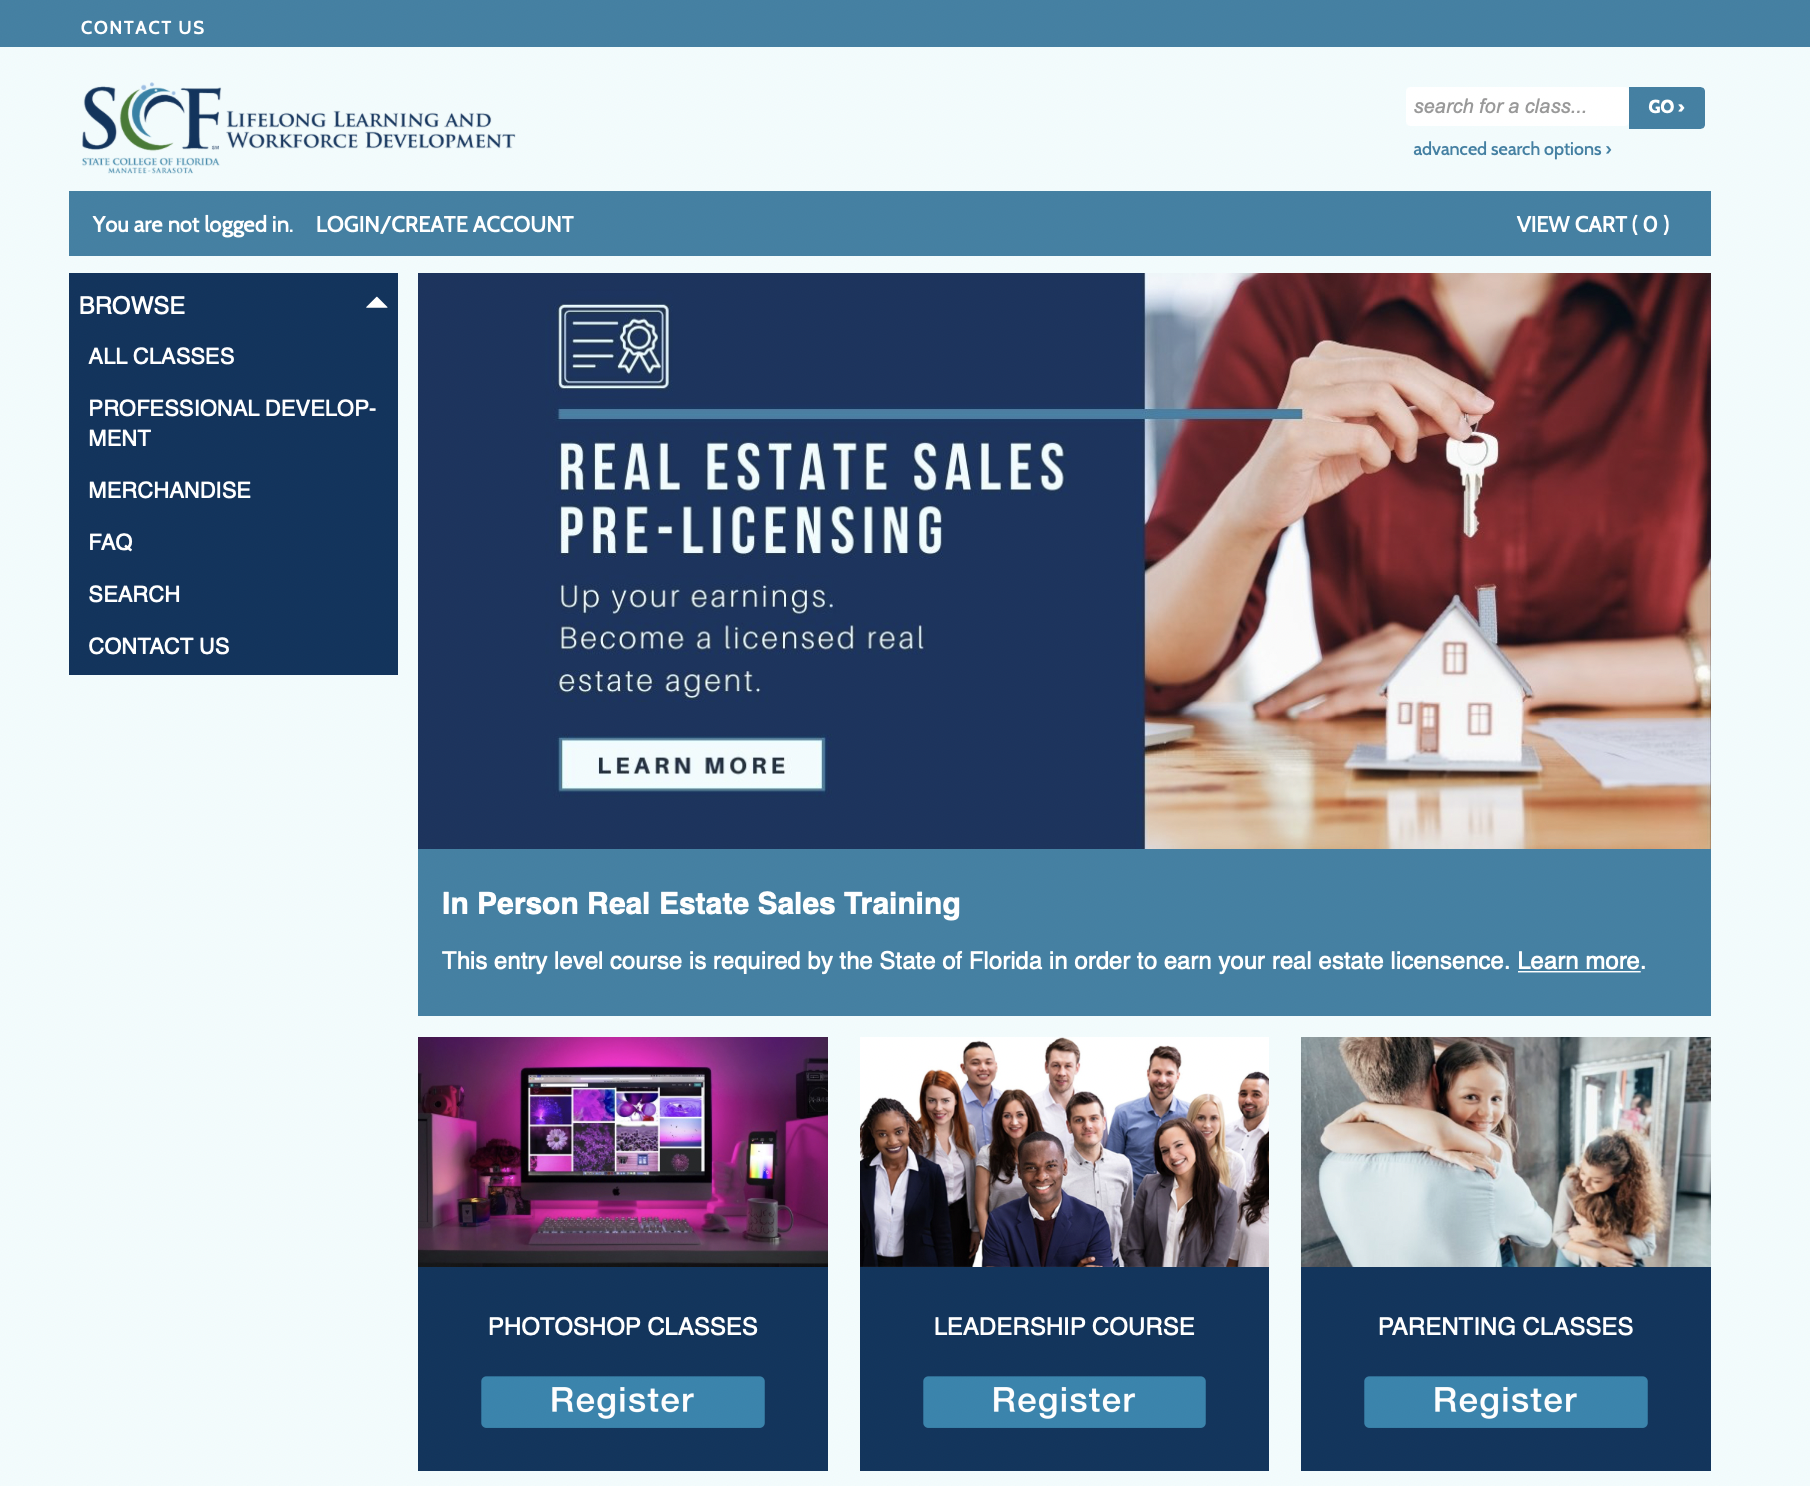 CONTACT US
SCF
SM
LIFELONG LEARNING AND
WORKFORCE DEVELOPMENT
STATE COLLEGE OF FLORIDA
MANATEE-SARASOTA
search for a class...
GO ›
advanced search options ›
You are not logged in. LOGIN/CREATE ACCOUNT
VIEW CART ( 0 )
BROWSE
ALL CLASSES
PROFESSIONAL DEVELOP-
MENT
MERCHANDISE
FAQ
SEARCH
CONTACT US
REAL ESTATE SALES
PRE-LICENSING
Up your earnings.
Become a licensed real
estate agent.
LEARN MORE
In Person Real Estate Sales Training
This entry level course is required by the State of Florida in order to earn your real estate licensence. Learn more.
PHOTOSHOP CLASSES
Register
LEADERSHIP COURSE
Register
PARENTING CLASSES
Register